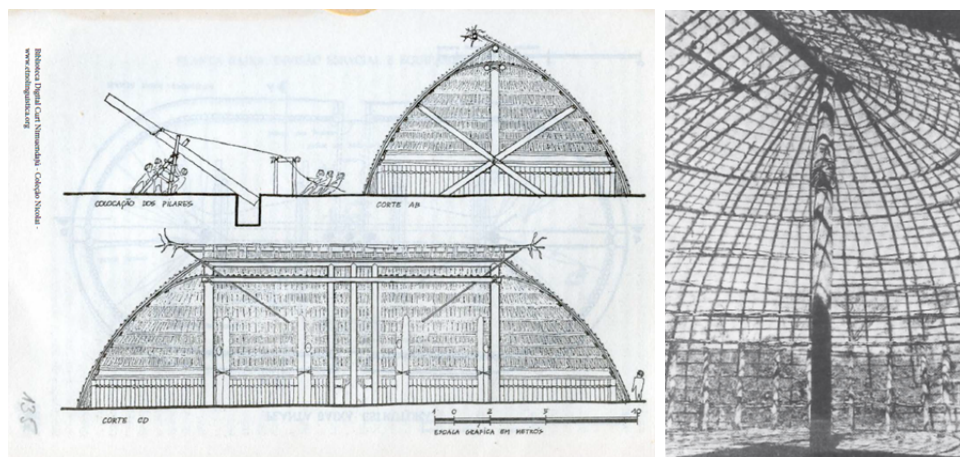 Biblioteca Digital Curt Nimuendajú - Coleção Nicolai -
www.etnolinguistica.org
COLOCAÇÃO DOS PILARES
CORTE AB
CORTE CD
1 0 2 5 10
ESCALA GRÁFICA EM METROS